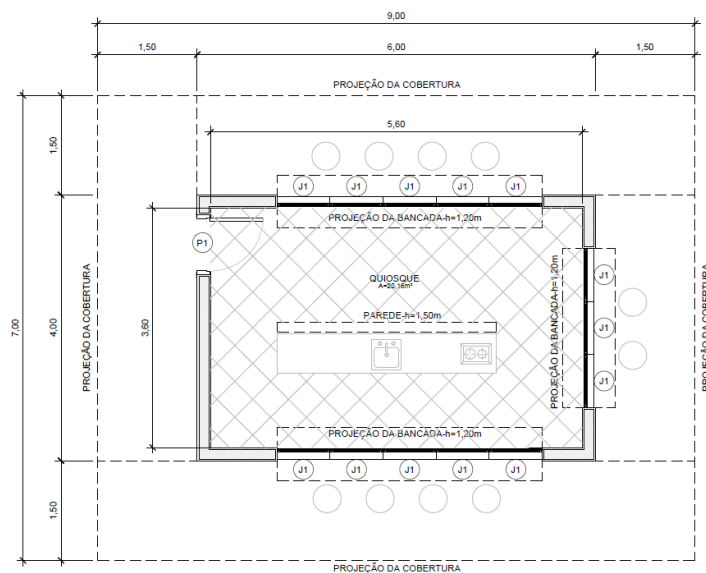 9,00
1,50
6,00
1,50
PROJEÇÃO DA COBERTURA
5,60
1,50
J1
J1
J1
J1
J1
PROJEÇÃO DA BANCADA-h=1,20m
P1
J1
QUIOSQUE
A=20,16m²
PROJEÇÃO DA BANCADA-h=1,20m
PROJEÇÃO DA COBERTURA
7,00
4,00
PROJEÇÃO DA COBERTURA
3,60
PAREDE-h=1,50m
J1
J1
PROJEÇÃO DA BANCADA-h=1,20m
J1
J1
J1
J1
J1
1,50
PROJEÇÃO DA COBERTURA